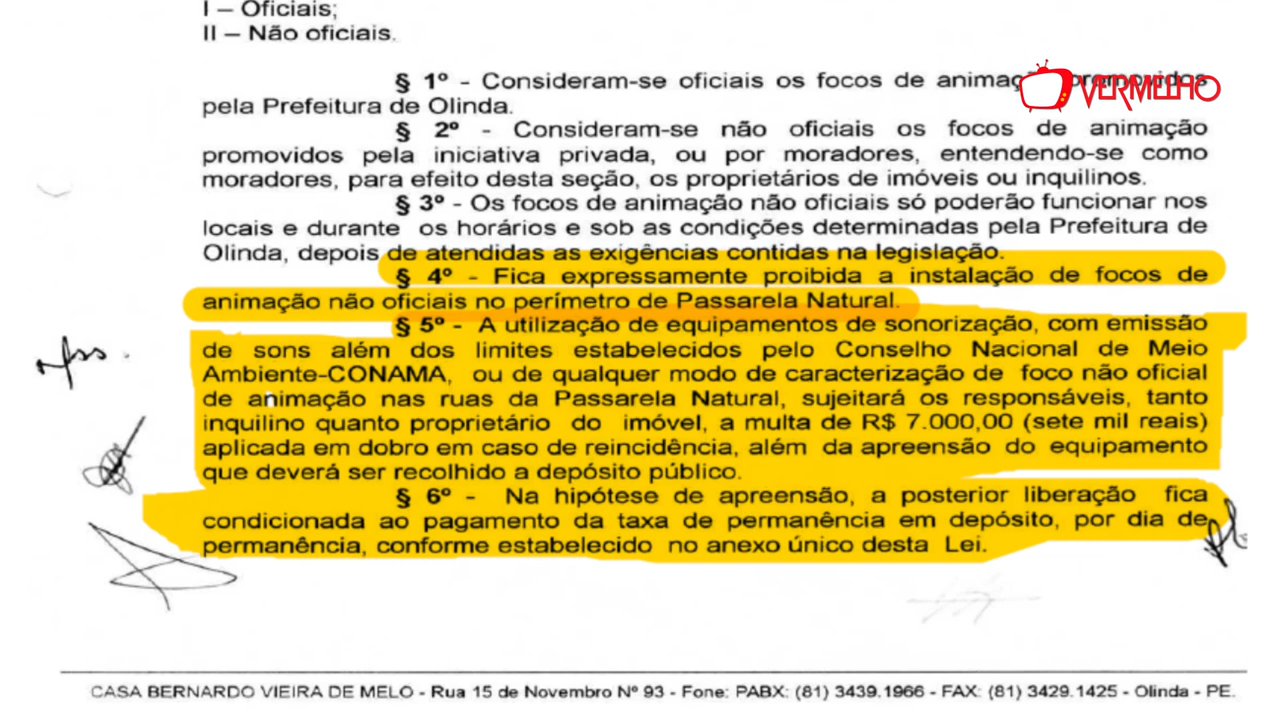 I – Oficiais;
II – Não oficiais.
§ 1º - Consideram-se oficiais os focos de animação promovidos
VERMELHO
pela Prefeitura de Olinda.
§ 2º - Consideram-se não oficiais os focos de animação
promovidos pela iniciativa privada, ou por moradores, entendendo-se como
moradores, para efeito desta seção, os proprietários de imóveis ou inquilinos.
§ 3º - Os focos de animação não oficiais só poderão funcionar nos
locais e durante os horários e sob as condições determinadas pela Prefeitura de
Olinda, depois de atendidas as exigências contidas na legislação.
§ 4º - Fica expressamente proibida a instalação de focos de
animação não oficiais no perímetro de Passarela Natural.
§ 5º - A utilização de equipamentos de sonorização, com emissão
de sons além dos limites estabelecidos pelo Conselho Nacional de Meio
Ambiente-CONAMA, ou de qualquer modo de caracterização de foco não oficial
de animação nas ruas da Passarela Natural, sujeitará os responsáveis, tanto
inquilino quanto proprietário do imóvel, a multa de R$ 7.000,00 (sete mil reais)
aplicada em dobro em caso de reincidência, além da apreensão do equipamento
que deverá ser recolhido a depósito público.
§ 6º - Na hipótese de apreensão, a posterior liberação fica
condicionada ao pagamento da taxa de permanência em depósito, por dia de
permanência, conforme estabelecido no anexo único desta Lei.
CASA BERNARDO VIEIRA DE MELO - Rua 15 de Novembro Nº 93 - Fone: PABX: (81) 3439.1966 - FAX: (81) 3429.1425 - Olinda - PE.